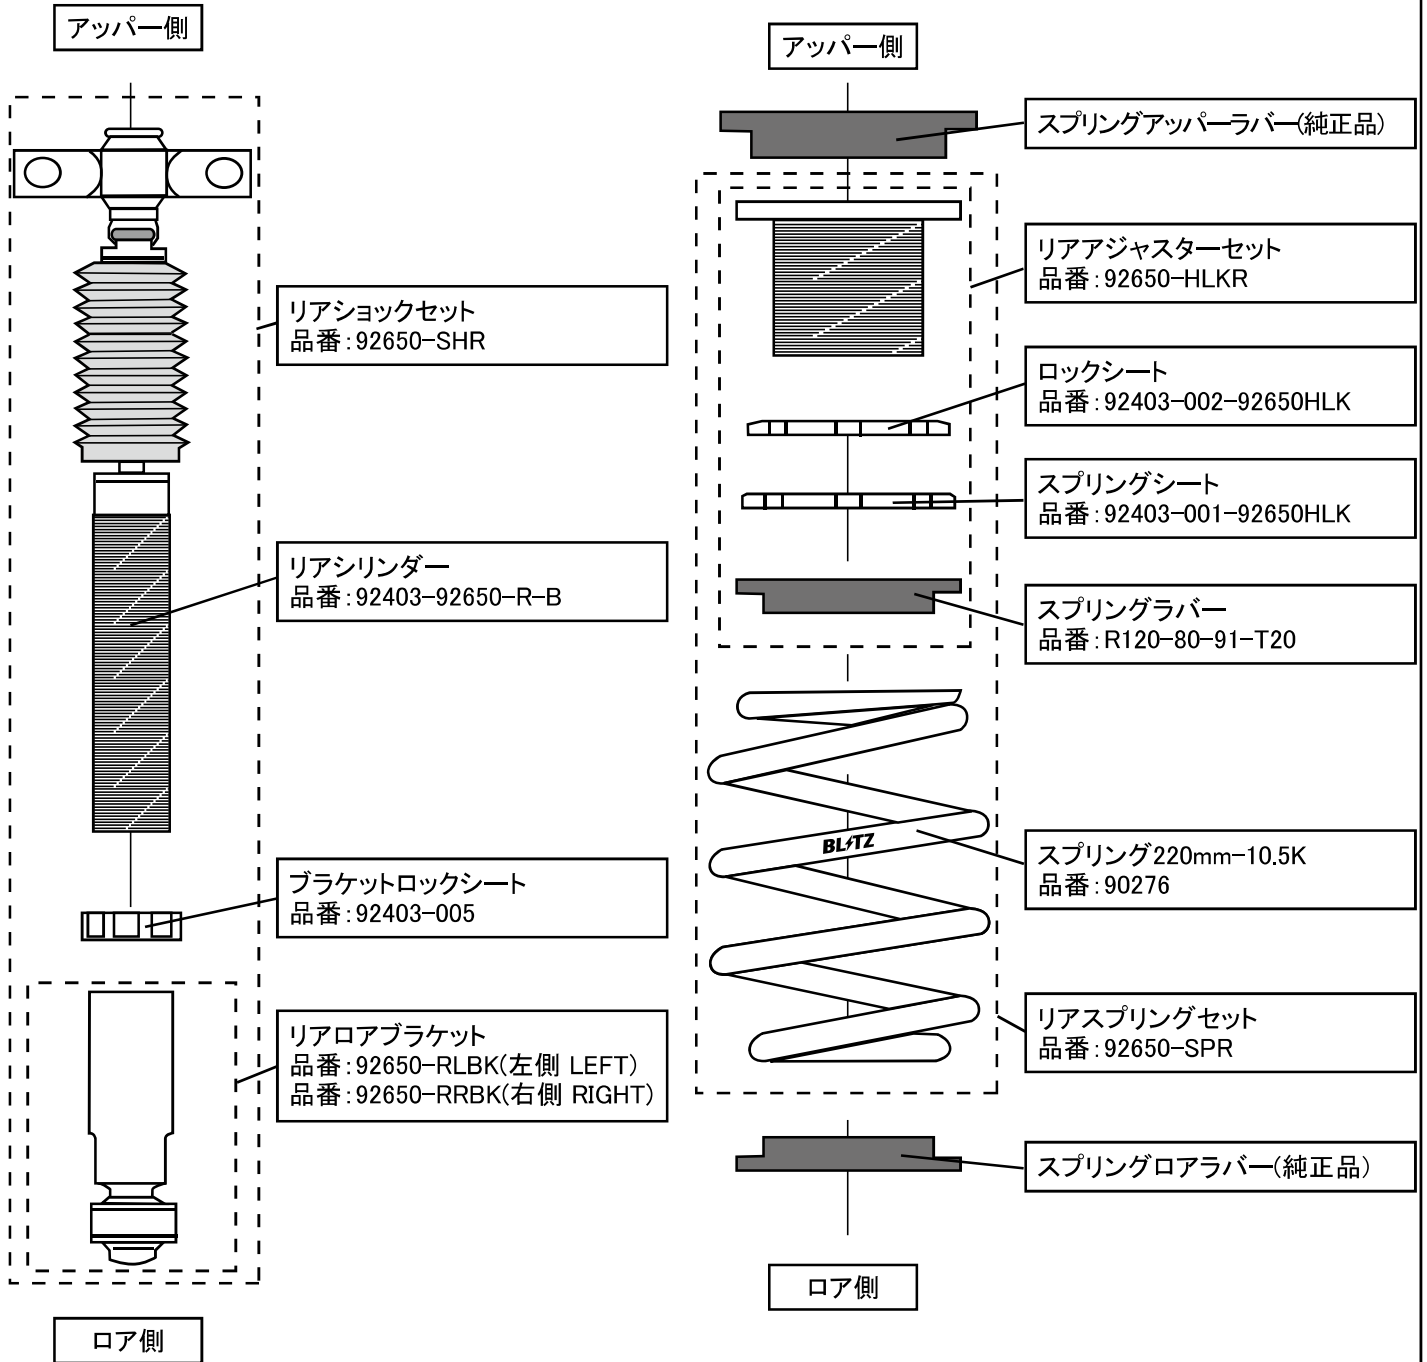 アッパー側
リアショックセット
品番:92650-SHR
リアシリンダー
品番:92403-92650-R-B
ブラケットロックシート
品番:92403-005
リアロアブラケット
品番:92650-RLBK(左側 LEFT)
品番:92650-RRBK(右側 RIGHT)
ロア側
アッパー側
スプリングアッパーラバー(純正品)
リアアジャスターセット
品番:92650-HLKR
ロックシート
品番:92403-002-92650HLK
スプリングシート
品番:92403-001-92650HLK
スプリングラバー
品番:R120-80-91-T20
BLITZ
スプリング220mm-10.5K
品番:90276
リアスプリングセット
品番:92650-SPR
スプリングロアラバー(純正品)
ロア側